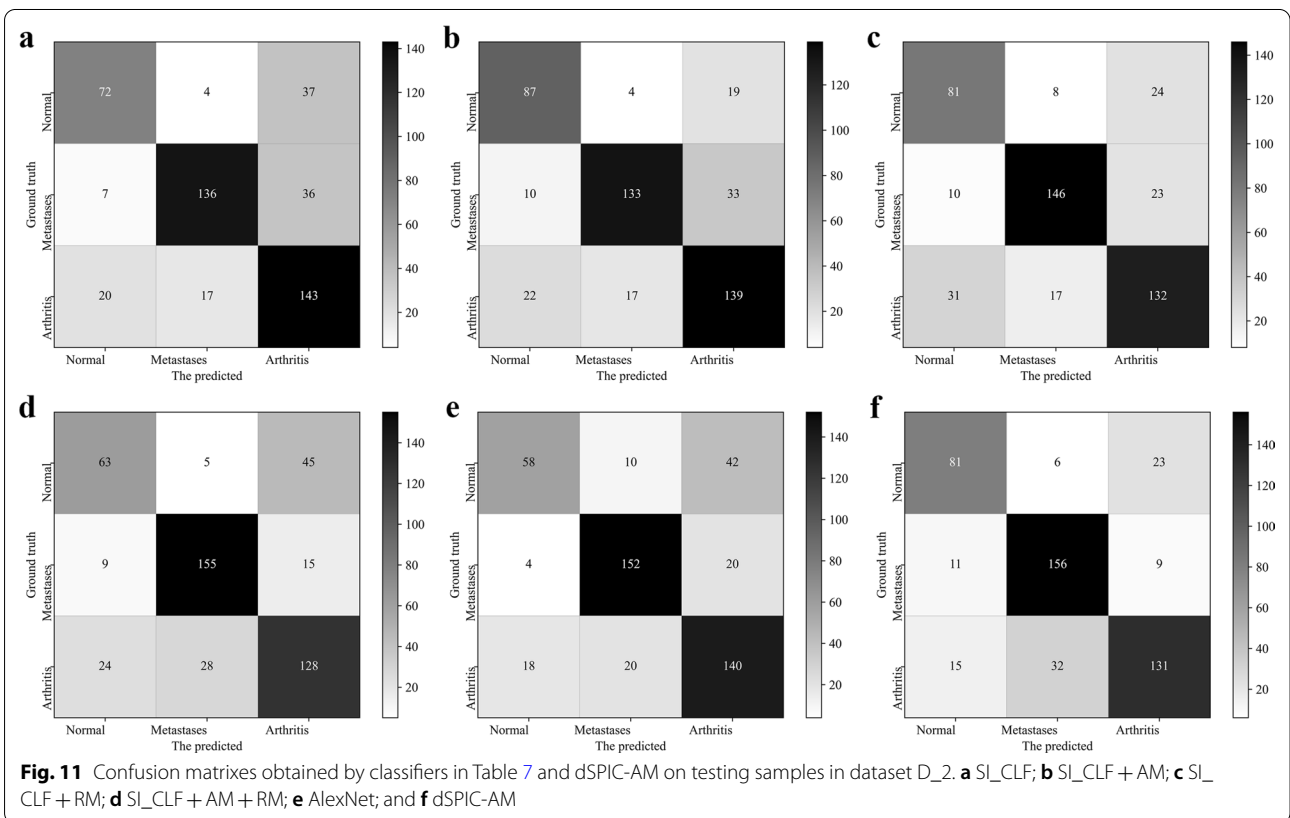 a
72 4 37
7 136 36
20 17 143
Normal
Metastases
Arthritis
Ground truth
Normal Metastases Arthritis
The predicted
140
120
100
80
60
40
20
b
87 4 19
10 133 33
22 17 139
Normal
Metastases
Arthritis
Ground truth
Normal Metastases Arthritis
The predicted
120
100
80
60
40
20
c
81 8 24
10 146 23
31 17 132
Normal
Metastases
Arthritis
Ground truth
Normal Metastases Arthritis
The predicted
140
120
100
80
60
40
20
d
63 5 45
9 155 15
24 28 128
Normal
Metastases
Arthritis
Ground truth
Normal Metastases Arthritis
The predicted
140
120
100
80
60
40
20
e
58 10 42
4 152 20
18 20 140
Normal
Metastases
Arthritis
Ground truth
Normal Metastases Arthritis
The predicted
140
120
100
80
60
40
20
f
81 6 23
11 156 9
15 32 131
Normal
Metastases
Arthritis
Ground truth
Normal Metastases Arthritis
The predicted
140
120
100
80
60
40
20
Fig. 11 Confusion matrixes obtained by classifiers in Table 7 and dSPIC-AM on testing samples in dataset D_2. a SI_CLF; b SI_CLF + AM; c SI_
CLF + RM; d SI_CLF + AM + RM; e AlexNet; and f dSPIC-AM